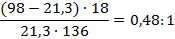 (98 − 21,3) · 18
21,3 · 136
= 0,48: 1